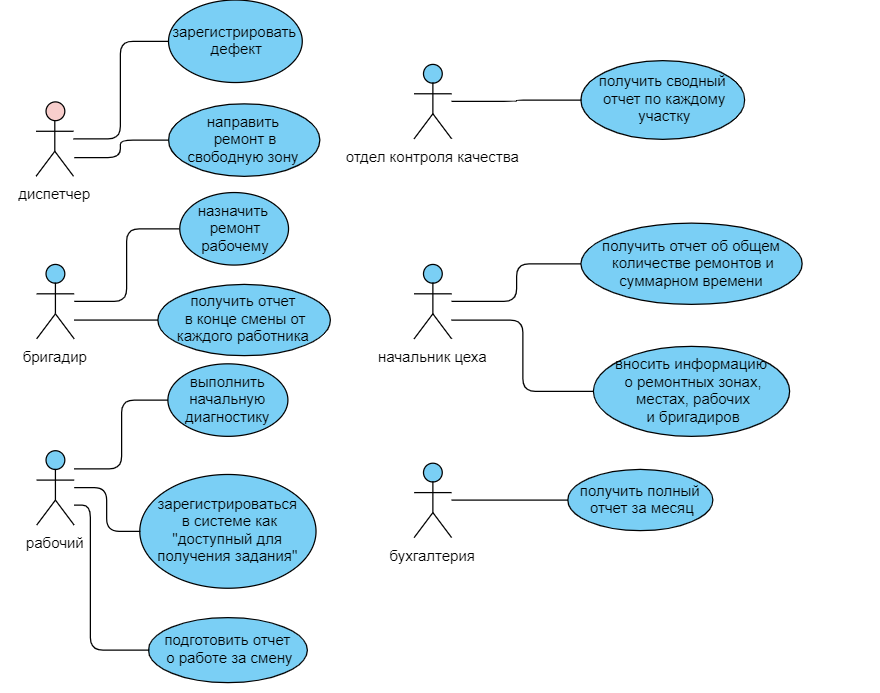 зарегистрировать
дефект
направить
ремонт в
свободную зону
диспетчер
назначить
ремонт
рабочему
получить отчет
в конце смены от
каждого работника
бригадир
выполнить
начальную
диагностику
зарегистрироваться
в системе как
"доступный для
получения задания"
рабочий
подготовить отчет
о работе за смену
получить сводный
отчет по каждому
участку
отдел контроля качества
получить отчет об общем
количестве ремонтов и
суммарном времени
начальник цеха
вносить информацию
о ремонтных зонах,
местах, рабочих
и бригадиров
получить полный
отчет за месяц
бухгалтерия